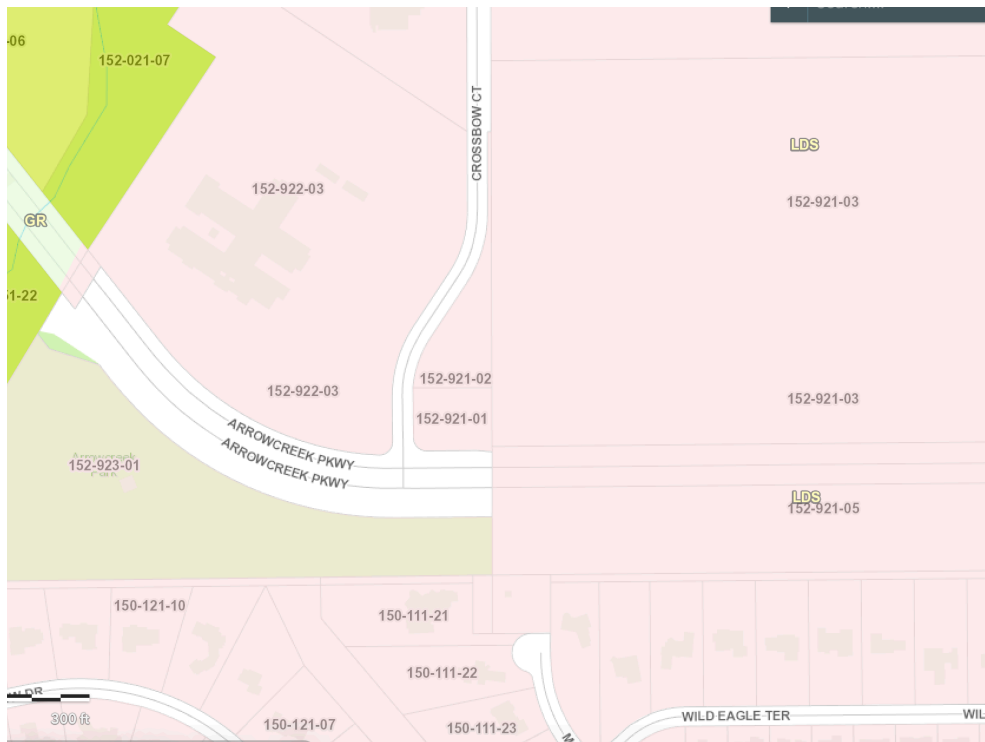 -06
152-021-07
CROSSBOW CT
LDS
152-922-03
152-921-03
GR
1-22
152-921-02
152-922-03
152-921-03
152-921-01
ARROWCREEK PKWY
ARROWCREEK PKWY
152-923-01
LDS
152-921-05
150-121-10
150-111-21
150-111-22
DR
300 ft
150-121-07
150-111-23
M
WILD EAGLE TER
WIL